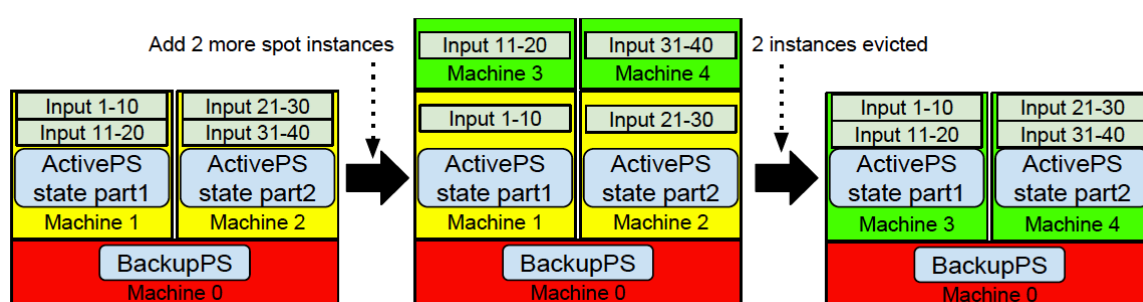 Add 2 more spot instances
2 instances evicted
Input 1-10
Input 21-30
Input 11-20
Input 31-40
ActivePS
state part1
ActivePS
state part2
Machine 1
Machine 2
BackupPS
Machine 0
Input 11-20
Input 31-40
Machine 3
Machine 4
Input 1-10
Input 21-30
ActivePS
state part1
ActivePS
state part2
Machine 1
Machine 2
BackupPS
Machine 0
Input 1-10
Input 21-30
Input 11-20
Input 31-40
ActivePS
state part1
ActivePS
state part2
Machine 3
Machine 4
BackupPS
Machine 0